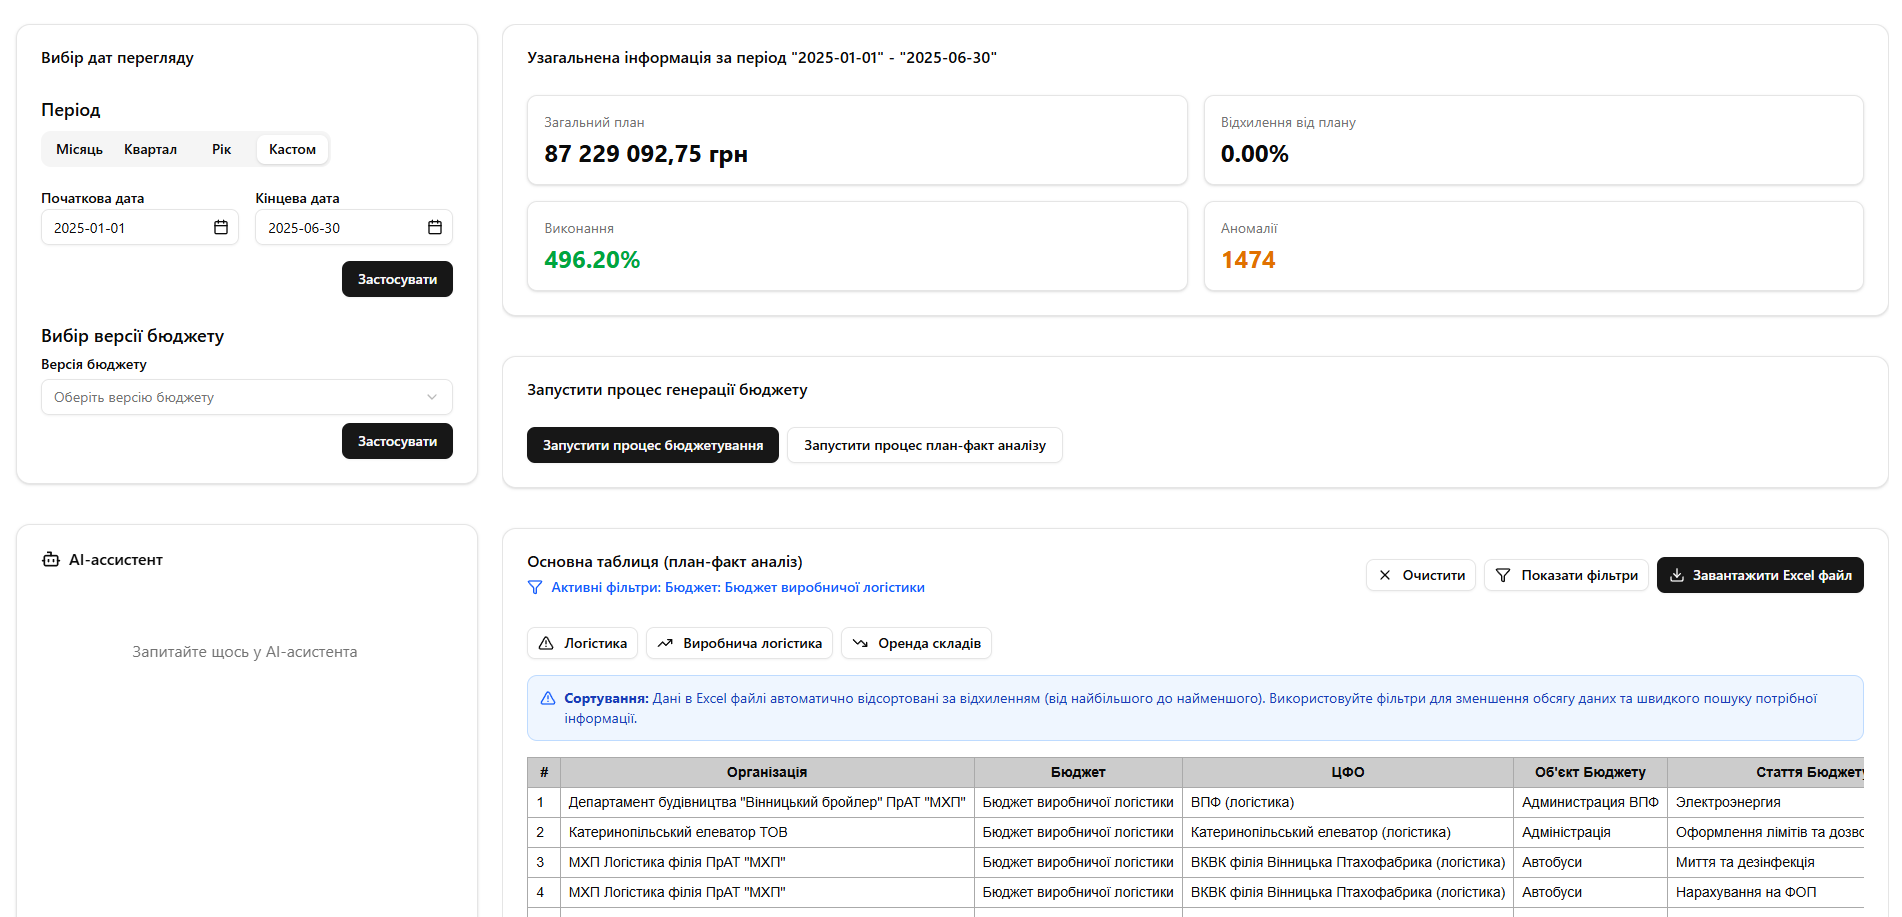 Вибір дат перегляду
Період
Місяць Квартал Рік Кастом
Початкова дата Кінцева дата
2025-01-01 2025-06-30
Застосувати
Вибір версії бюджету
Версія бюджету
Оберіть версію бюджету
Застосувати
AI-ассистент
Запитайте щось у AI-асистента
Узагальнена інформація за період "2025-01-01" - "2025-06-30"
Загальний план
87 229 092,75 грн
Відхилення від плану
0.00%
Виконання
496.20%
Аномалії
1474
Запустити процес генерації бюджету
Запустити процес бюджетування Запустити процес план-факт аналізу
Основна таблиця (план-факт аналіз)
Активні фільтри: Бюджет: Бюджет виробничої логістики
Очистити Показати фільтри Завантажити Excel файл
Логістика Виробнича логістика Оренда складів
Сортування: Дані в Excel файлі автоматично відсортовані за відхиленням (від найбільшого до найменшого). Використовуйте фільтри для зменшення обсягу даних та швидкого пошуку потрібної
інформації.
# Організація Бюджет ЦФО Об'єкт Бюджету Стаття Бюджету
1 Департамент будівництва "Вінницький бройлер" ПрАТ "МХП" Бюджет виробничої логістики ВПФ (логістика) Администрация ВПФ Электроэнергия
2 Катеринопільський елеватор ТОВ Бюджет виробничої логістики Катеринопільський елеватор (логістика) Адміністрація Оформлення лімітів та дозво
3 МХП Логістика філія ПрАТ "МХП" Бюджет виробничої логістики ВКВК філія Вінницька Птахофабрика (логістика) Автобуси Миття та дезінфекція
4 МХП Логістика філія ПрАТ "МХП" Бюджет виробничої логістики ВКВК філія Вінницька Птахофабрика (логістика) Автобуси Нарахування на ФОП